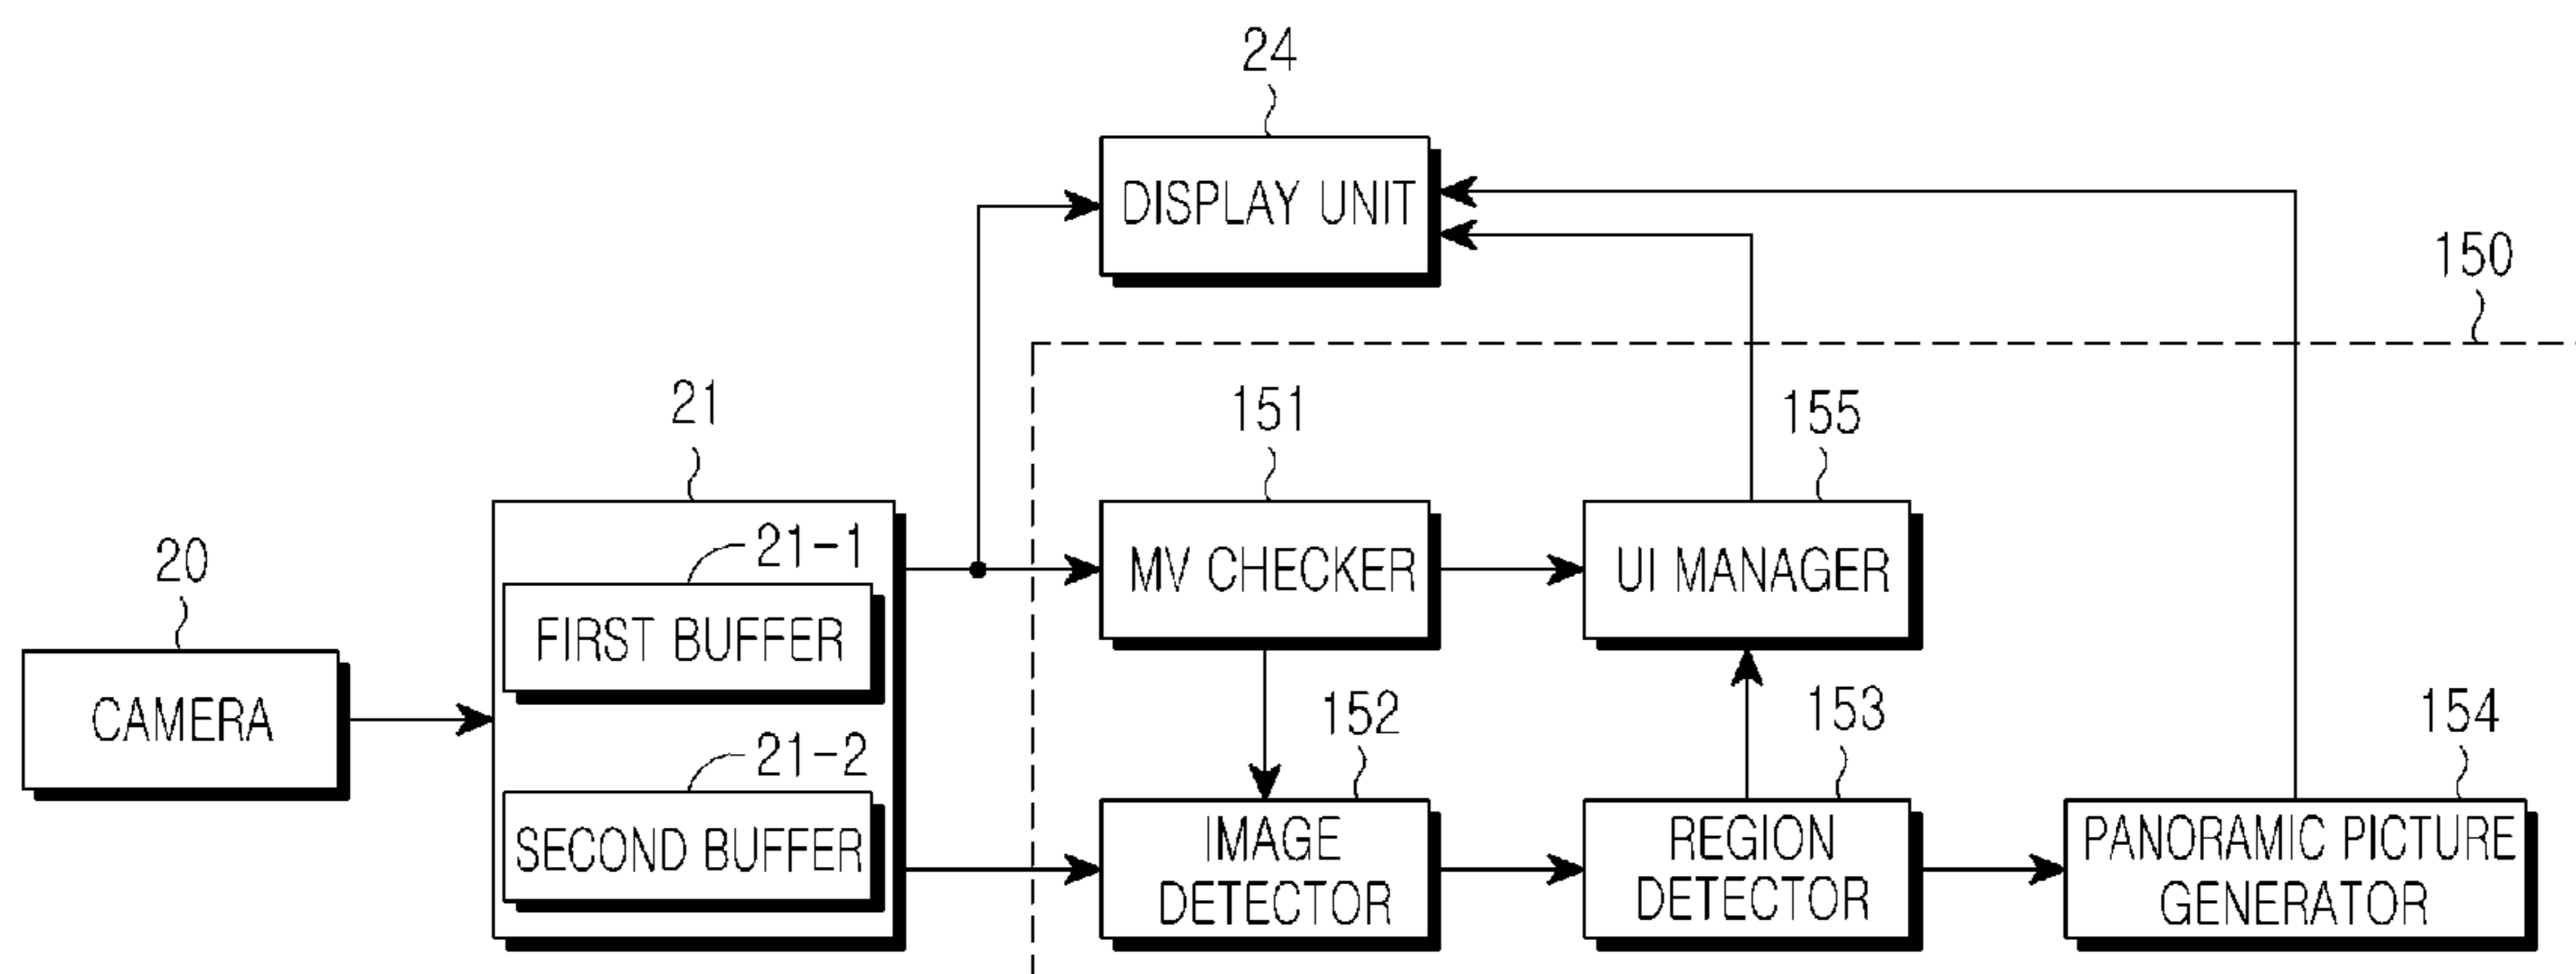 24
DISPLAY UNIT
150
21
151
155
20
21-1
MV CHECKER
UI MANAGER
FIRST BUFFER
CAMERA
152
153
154
21-2
SECOND BUFFER
IMAGE
DETECTOR
REGION
DETECTOR
PANORAMIC PICTURE
GENERATOR